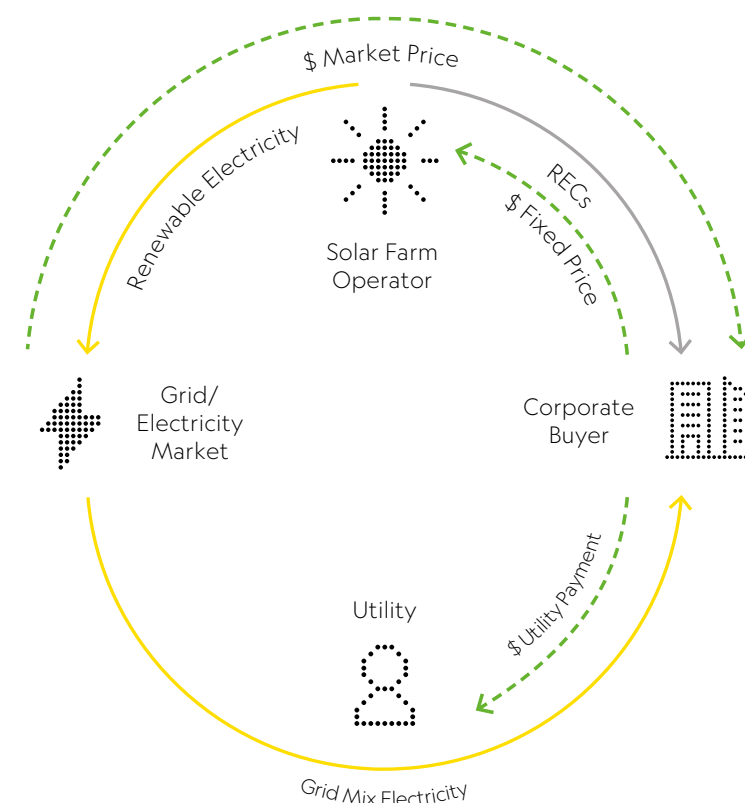 $ Market Price
Renewable Electricity
RECs
$ Fixed Price
Solar Farm
Operator
Grid/
Electricity
Market
Corporate
Buyer
Utility
$ Utility Payment
Grid Mix Electricity